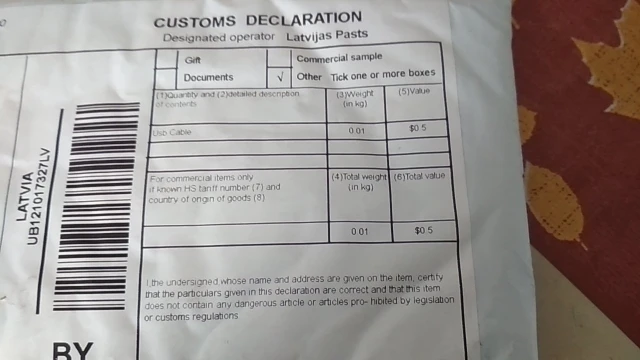 CUSTOMS DECLARATION
Designated operator Latvijas Pasts
Gift
Commercial sample
Documents
√ Other Tick one or more boxes
(1)Quantity and (2)detailed description
of contents
(3)Weight
(in kg)
(5)Value
Usb Cable
0.01
$0.5
For commercial items only
if known HS tariff number (7) and
country of origin of goods (8)
(4)Total weight
(in kg)
(6)Total value
0.01
$0.5
I,the undersigned whose name and address are given on the item, certify
that the particulars given in this declaration are correct and that this item
does not contain any dangerous article or articles pro- hibited by legislation
or customs regulations
LATVIA
UB121017327LV
BY